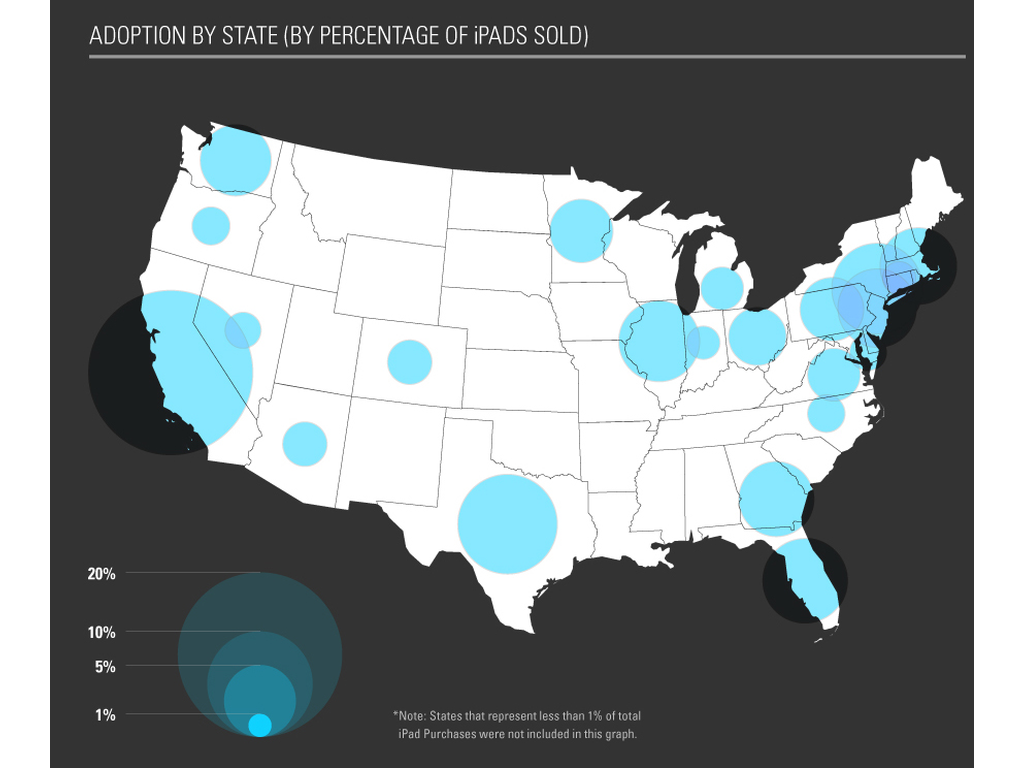 ADOPTION BY STATE (BY PERCENTAGE OF iPADS SOLD)
20%
10%
5%
1%
*Note: States that represent less than 1% of total
iPad Purchases were not included in this graph.